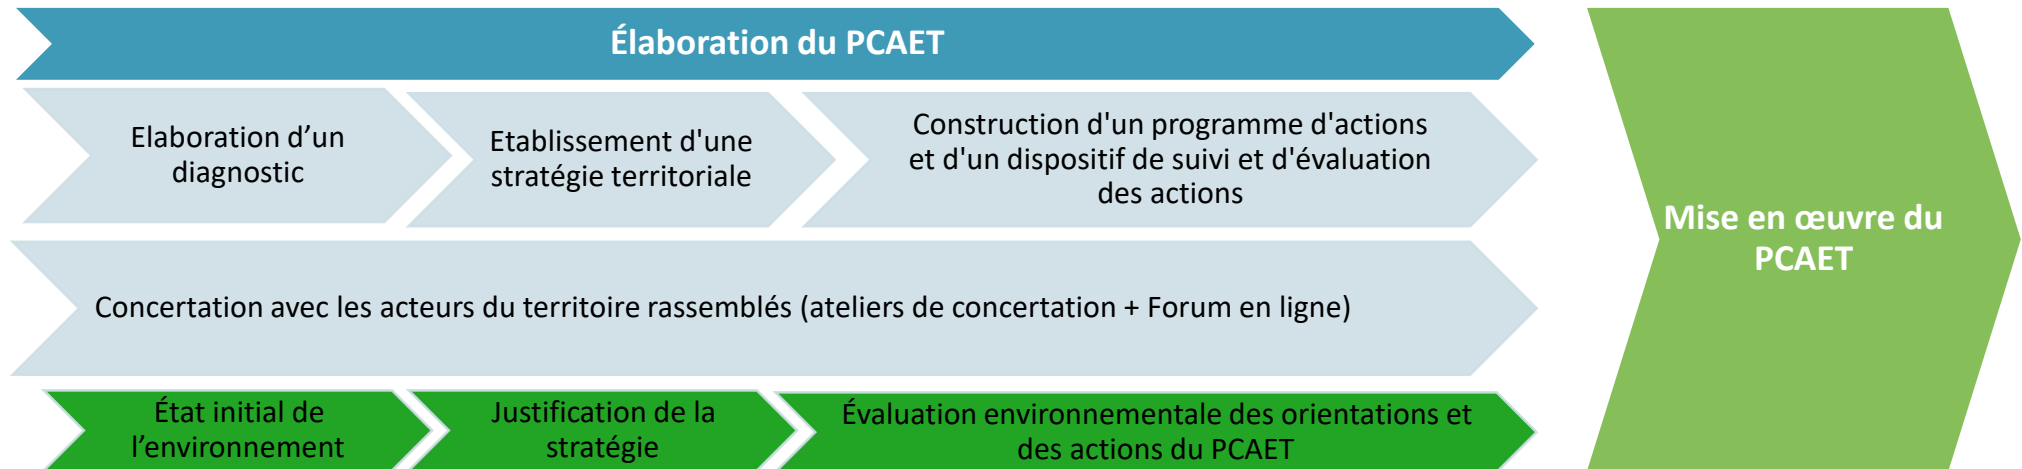 Élaboration du PCAET
Elaboration d’un
diagnostic
Etablissement d'une
stratégie territoriale
Construction d'un programme d'actions
et d'un dispositif de suivi et d'évaluation
des actions
Concertation avec les acteurs du territoire rassemblés (ateliers de concertation + Forum en ligne)
État initial de
l’environnement
Justification de la
stratégie
Évaluation environnementale des orientations et
des actions du PCAET
Mise en œuvre du
PCAET